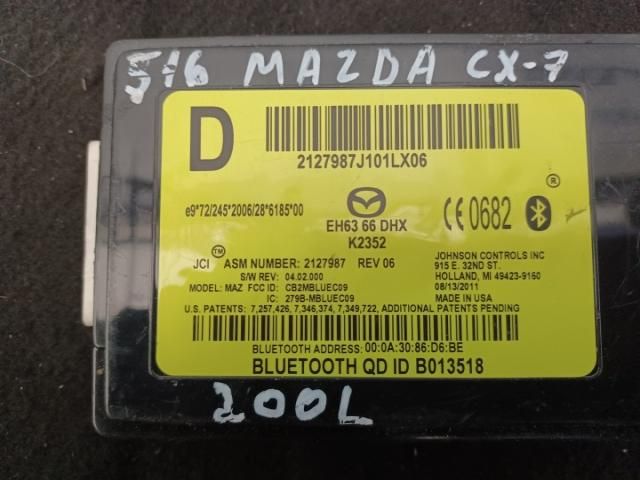 516 MAZDA CX-7
D
2127987J101LX06
e9*72/245*2006/28*6185*00
EH63 66 DHX
K2352
CE 0682
®
JCI™ ASM NUMBER: 2127987 REV 06
S/W REV: 04.02.000
MODEL: MAZ FCC ID: CB2MBLUEC09
IC: 279B-MBLUEC09
JOHNSON CONTROLS INC
915 E. 32ND ST.
HOLLAND, MI 49423-9160
08/13/2011
MADE IN USA
U.S. PATENTS: 7,257,426, 7,346,374, 7,349,722, ADDITIONAL PATENTS PENDING
BLUETOOTH ADDRESS: 00:0A:30:86:D6:BE
BLUETOOTH QD ID B013518
200L